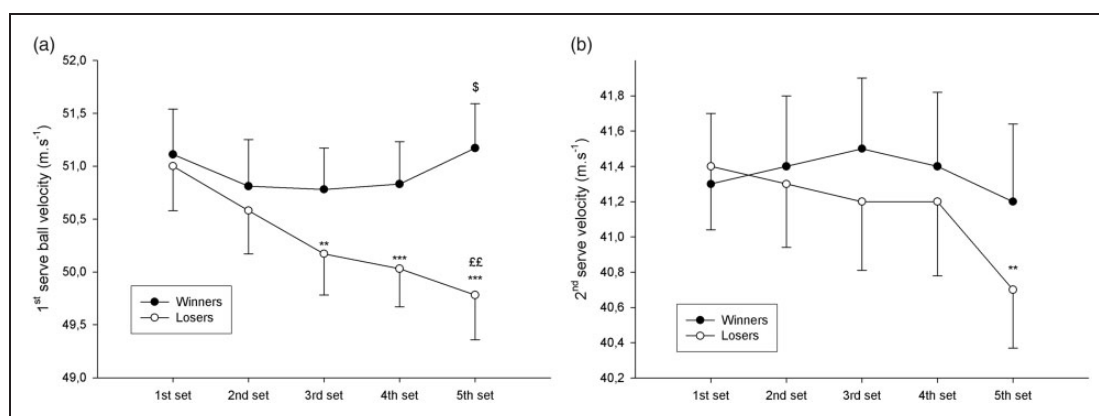 (a)
52,0
51,5
51,0
50,5
50,0
49,5
49,0
1st serve ball velocity (m.s-1)
$
**
***
££
***
Winners
Losers
1st set 2nd set 3rd set 4th set 5th set
(b)
41,8
41,6
41,4
41,2
41,0
40,8
40,6
40,4
40,2
2nd serve velocity (m.s-1)
**
Winners
Losers
1st set 2nd set 3rd set 4th set 5th set